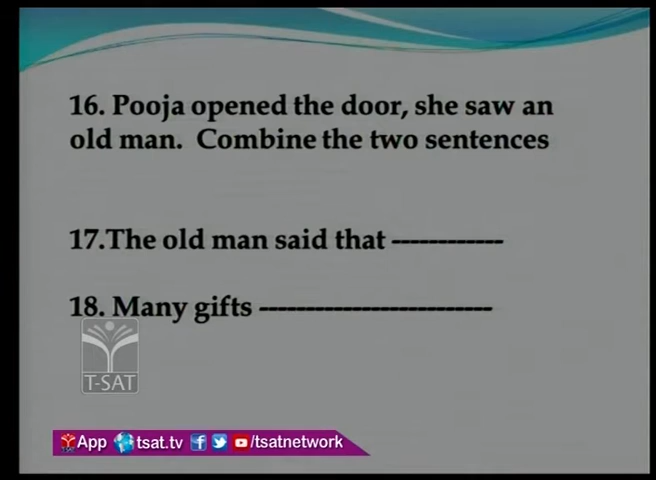 16. Pooja opened the door, she saw an
old man.  Combine the two sentences
17.The old man said that ------------
18. Many gifts -------------------------
T-SAT
App tsat.tv /tsatnetwork